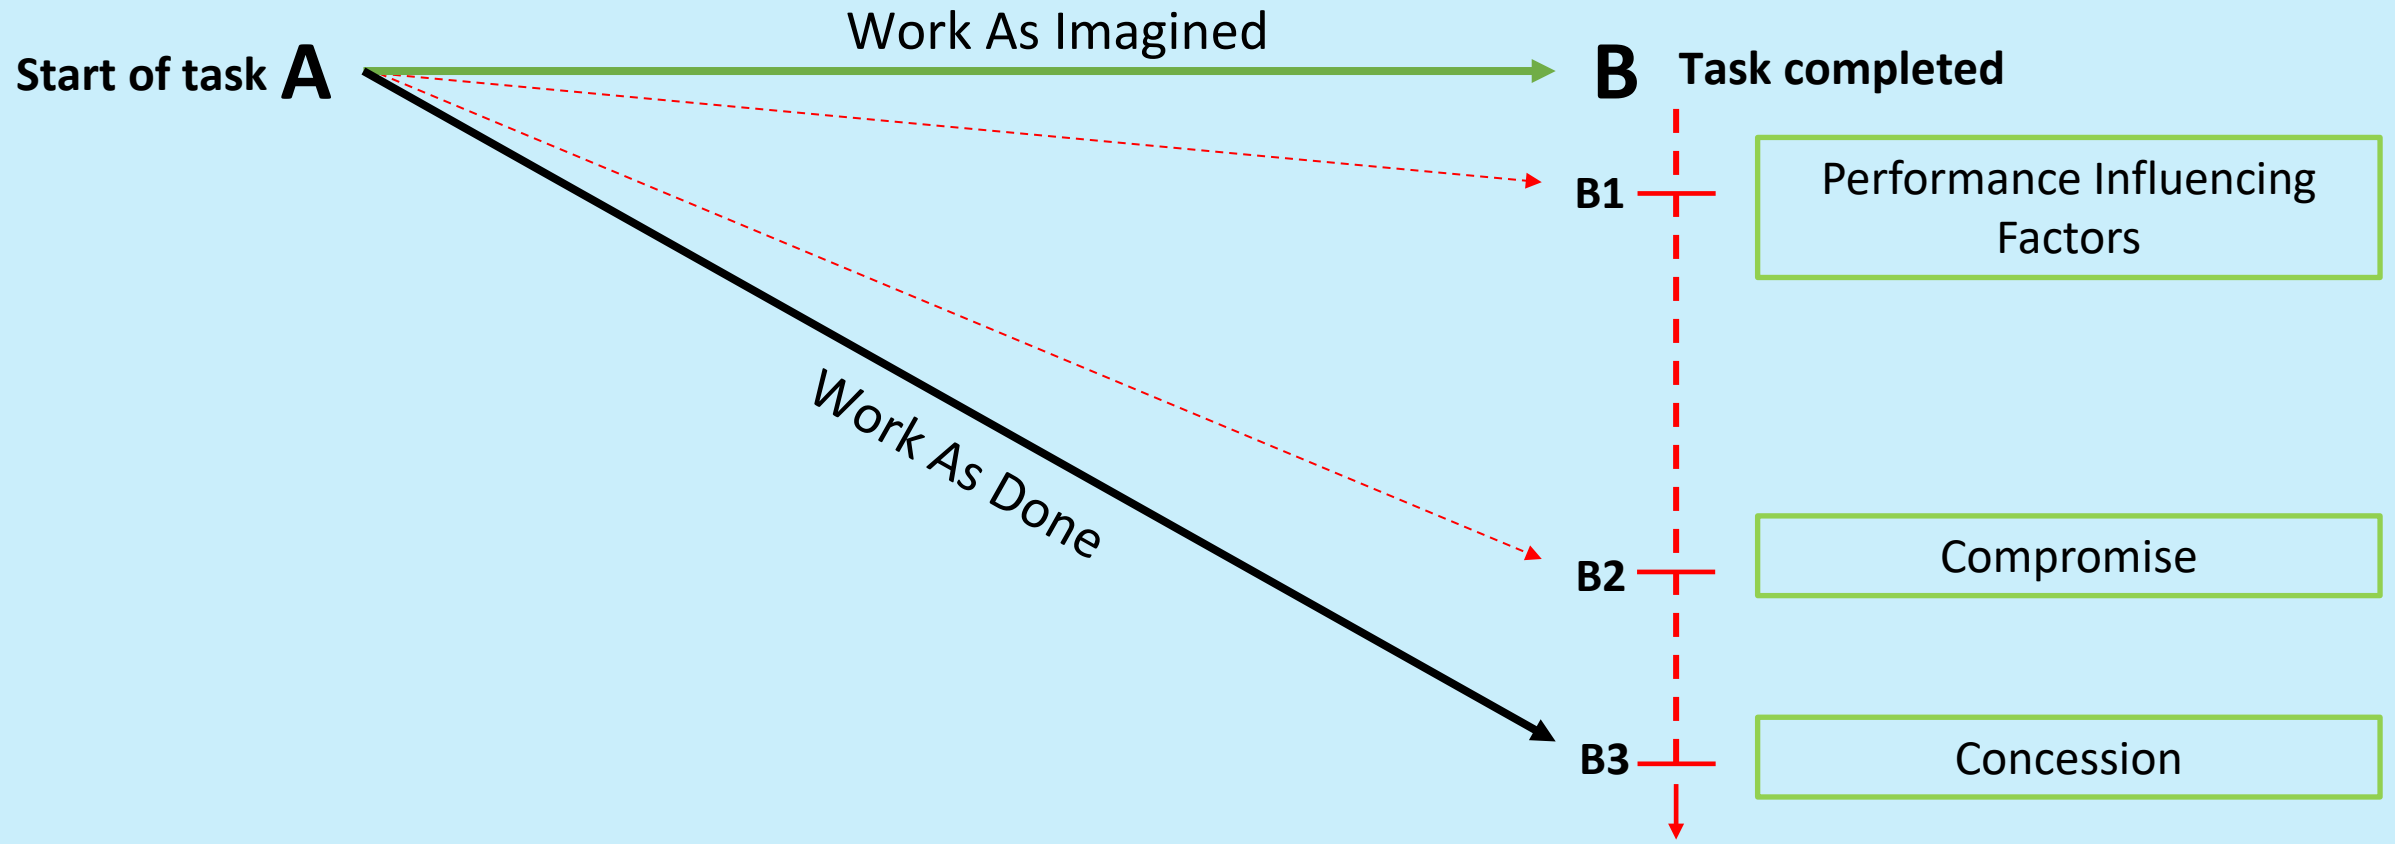 Work As Imagined
Start of task A
B Task completed
B1
Performance Influencing
Factors
Work As Done
B2
Compromise
B3
Concession